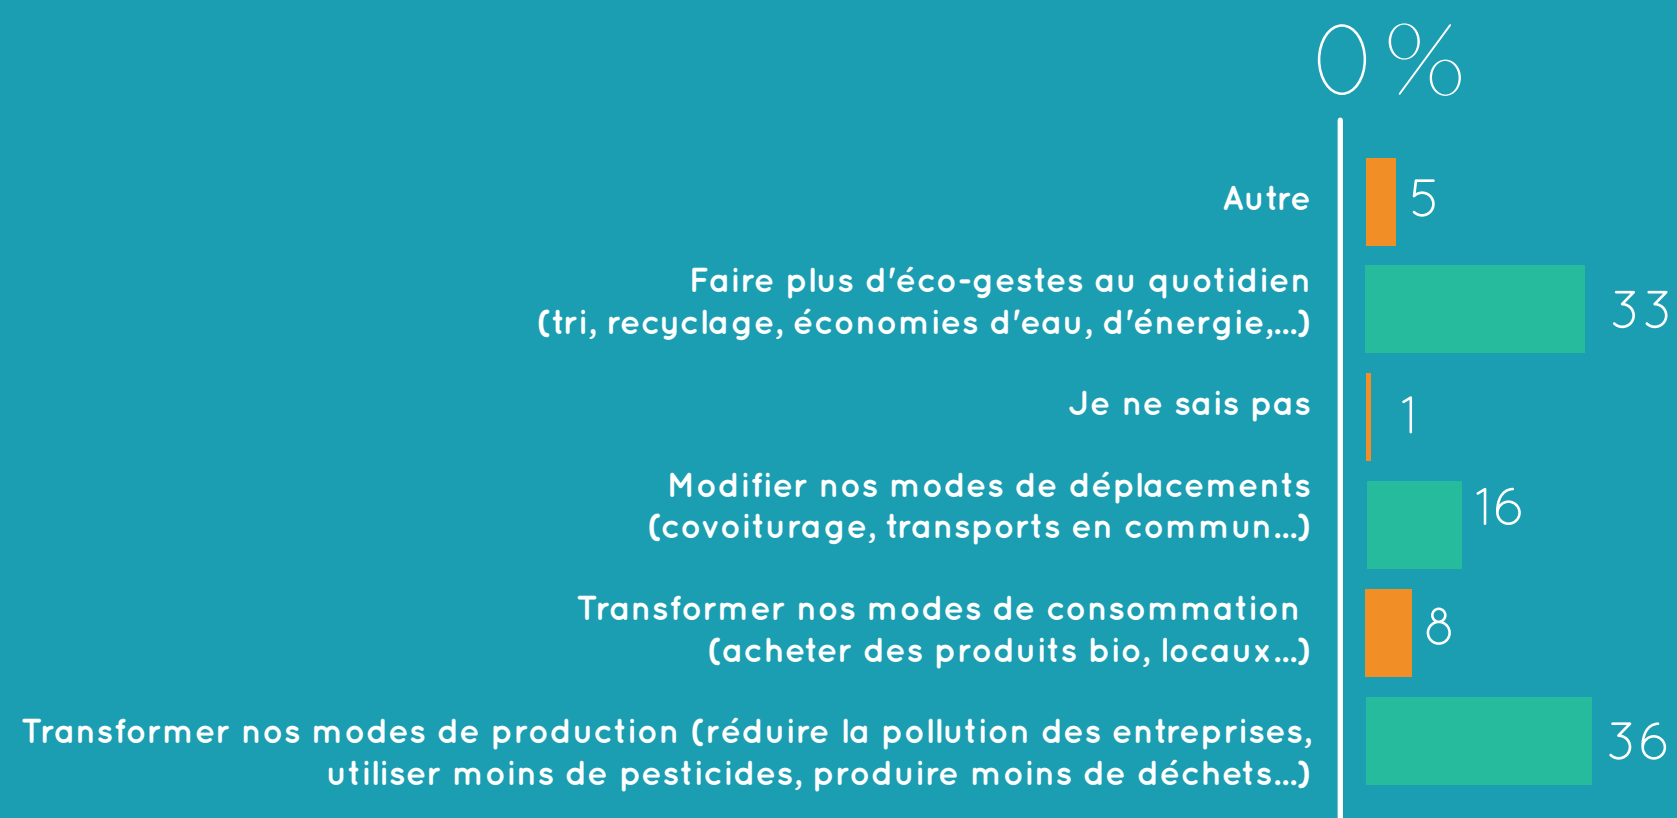 0%
Autre
5
Faire plus d'éco-gestes au quotidien
(tri, recyclage, économies d'eau, d'énergie,...)
33
Je ne sais pas
1
Modifier nos modes de déplacements
(covoiturage, transports en commun...)
16
Transformer nos modes de consommation
(acheter des produits bio, locaux...)
8
Transformer nos modes de production (réduire la pollution des entreprises,
utiliser moins de pesticides, produire moins de déchets...)
36